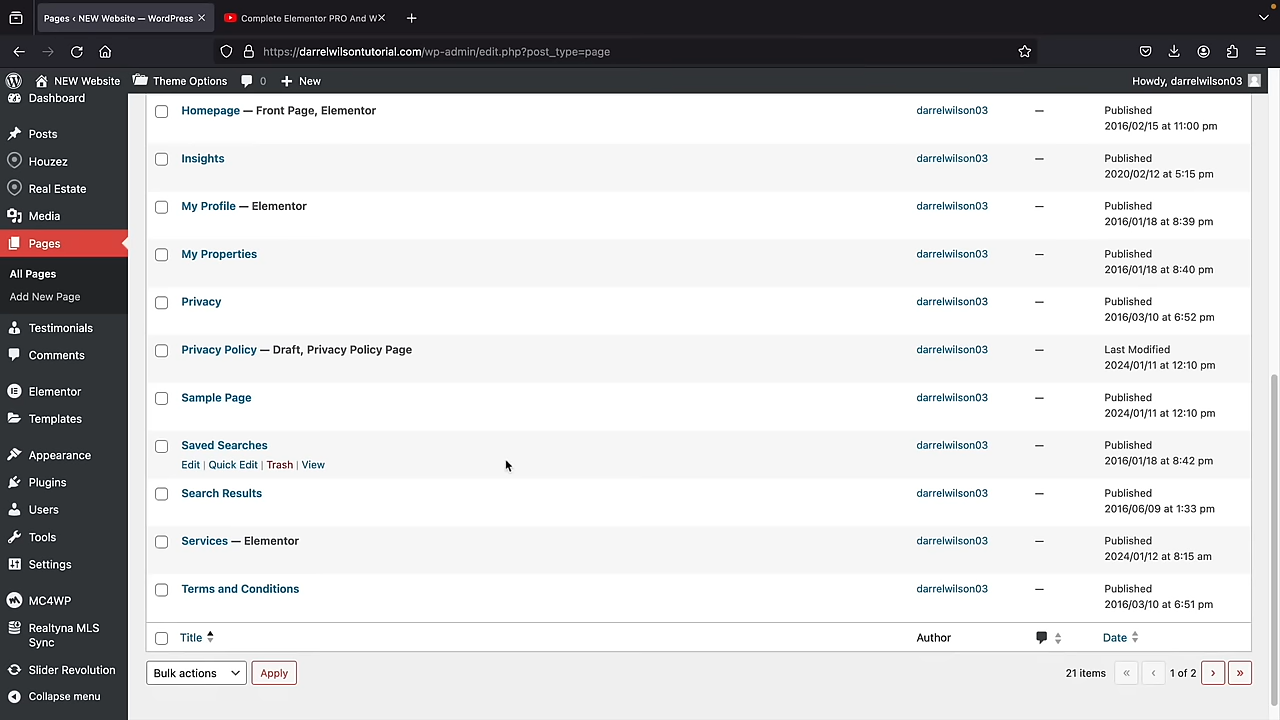 Pages ‹ NEW Website — WordPress
Complete Elementor PRO And W
https://darrelwilsontutorial.com/wp-admin/edit.php?post_type=page
NEW Website
Theme Options
0
New
Howdy, darrelwilson03
Dashboard
Posts
Houzez
Real Estate
Media
Pages
All Pages
Add New Page
Testimonials
Comments
Elementor
Templates
Appearance
Plugins
Users
Tools
Settings
MC4WP
Realtyna MLS
Sync
Slider Revolution
Collapse menu
Homepage — Front Page, Elementor
darrelwilson03
—
Published
2016/02/15 at 11:00 pm
Insights
darrelwilson03
—
Published
2020/02/12 at 5:15 pm
My Profile — Elementor
darrelwilson03
—
Published
2016/01/18 at 8:39 pm
My Properties
darrelwilson03
—
Published
2016/01/18 at 8:40 pm
Privacy
darrelwilson03
—
Published
2016/03/10 at 6:52 pm
Privacy Policy — Draft, Privacy Policy Page
darrelwilson03
—
Last Modified
2024/01/11 at 12:10 pm
Sample Page
darrelwilson03
—
Published
2024/01/11 at 12:10 pm
Saved Searches
Edit | Quick Edit | Trash | View
darrelwilson03
—
Published
2016/01/18 at 8:42 pm
Search Results
darrelwilson03
—
Published
2016/06/09 at 1:33 pm
Services — Elementor
darrelwilson03
—
Published
2024/01/12 at 8:15 am
Terms and Conditions
darrelwilson03
—
Published
2016/03/10 at 6:51 pm
Title
Author
Date
Bulk actions
Apply
21 items
«
‹
1 of 2
›
»